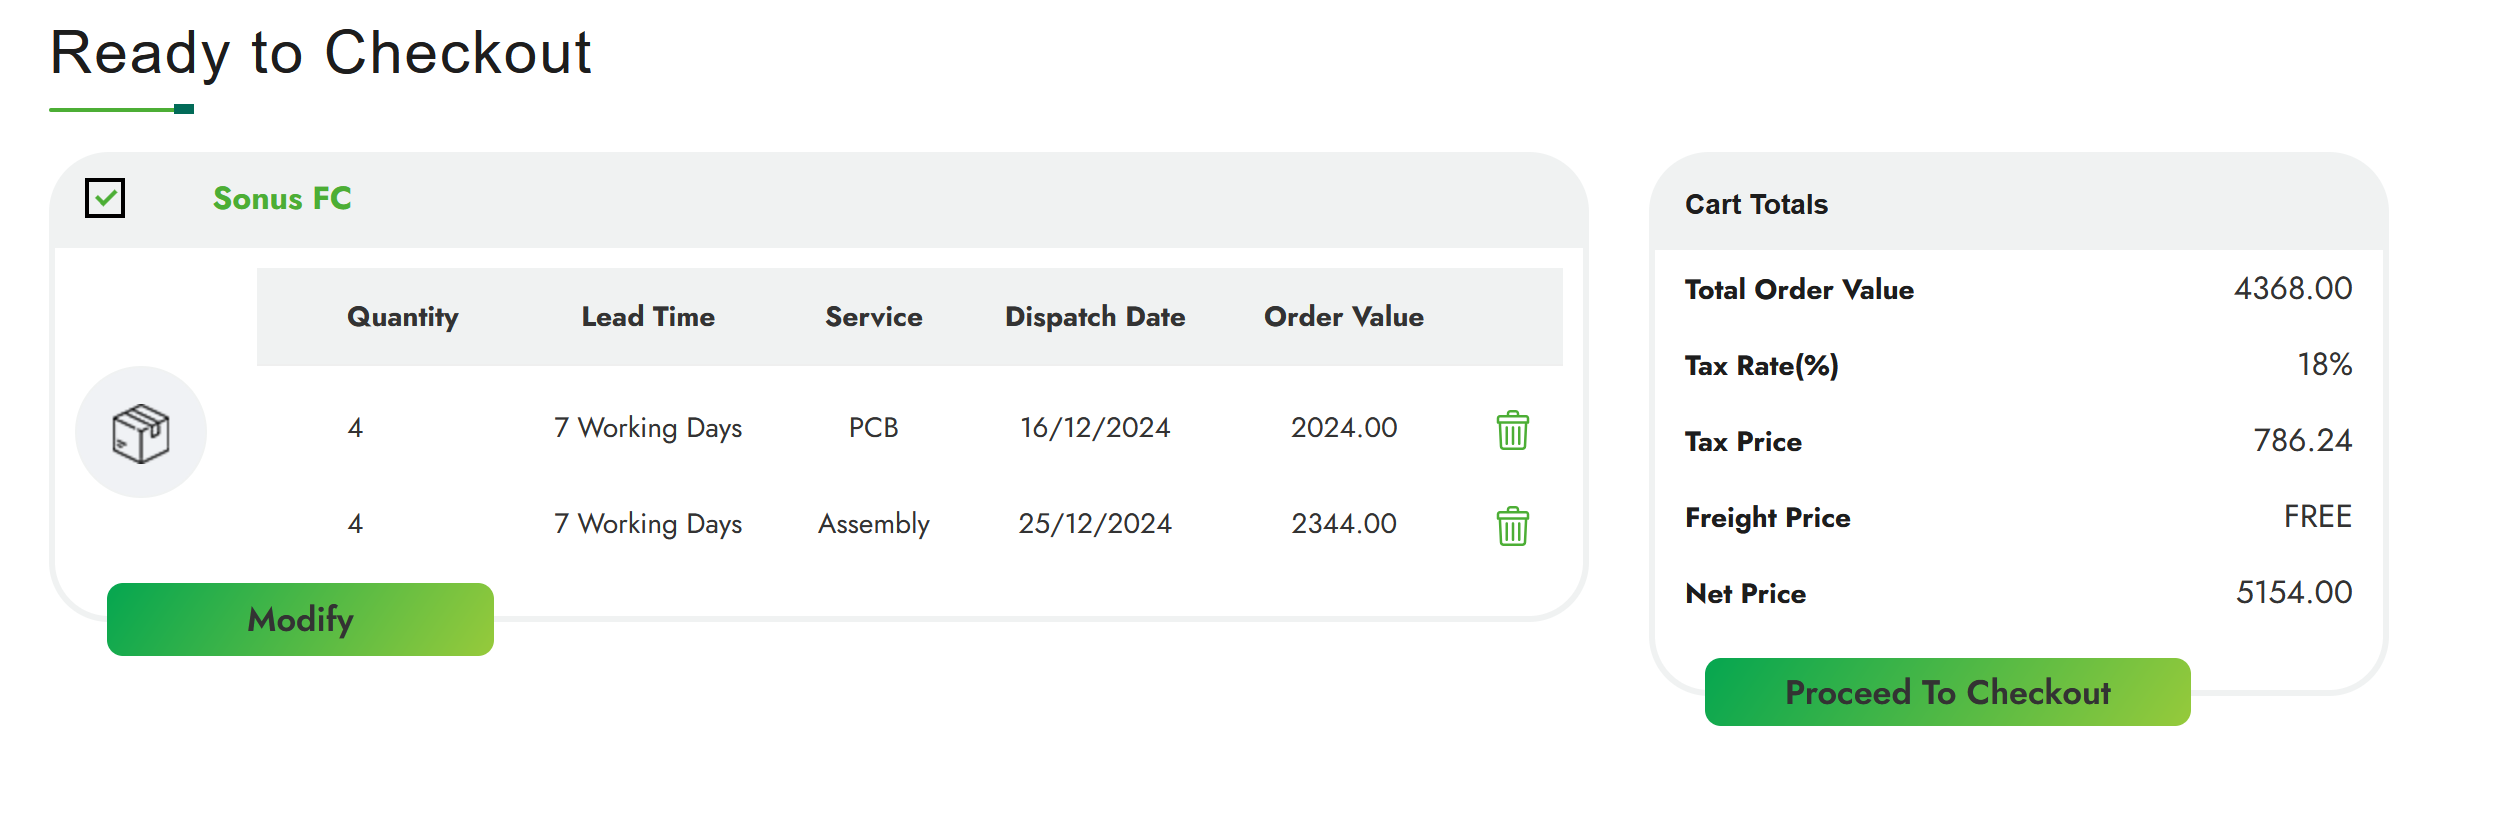 Ready to Checkout
Sonus FC
Quantity Lead Time Service Dispatch Date Order Value
4 7 Working Days PCB 16/12/2024 2024.00
4 7 Working Days Assembly 25/12/2024 2344.00
Modify
Cart Totals
Total Order Value 4368.00
Tax Rate(%) 18%
Tax Price 786.24
Freight Price FREE
Net Price 5154.00
Proceed To Checkout